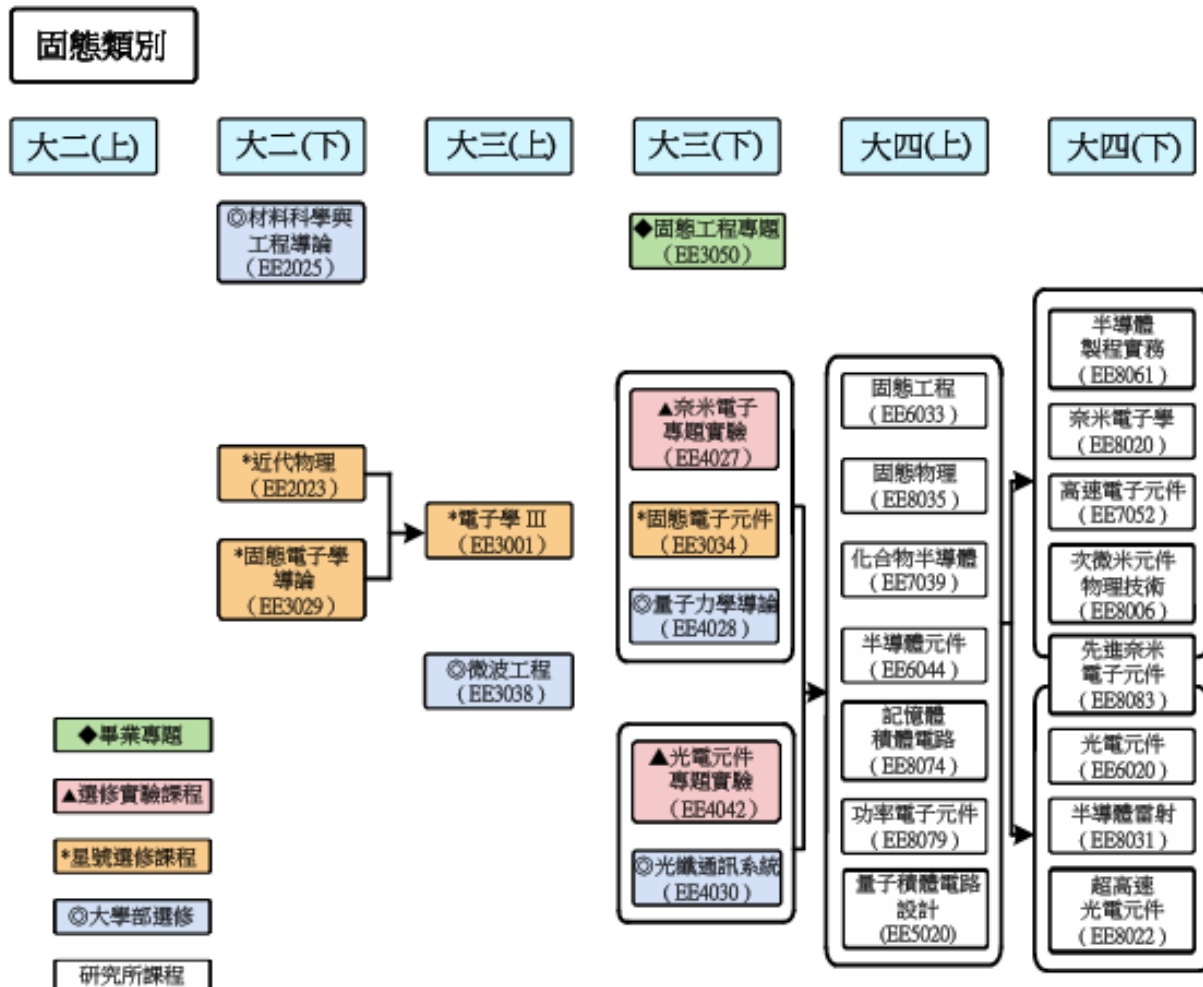 固態類別
大二(上)
大二(下)
大三(上)
大三(下)
大四(上)
大四(下)
◎材料科學與
工程導論
(EE2025)
*近代物理
(EE2023)
*固態電子學
導論
(EE3029)
*電子學 III
(EE3001)
◎微波工程
(EE3038)
◆固態工程專題
(EE3050)
▲奈米電子
專題實驗
(EE4027)
*固態電子元件
(EE3034)
◎量子力學導論
(EE4028)
▲光電元件
專題實驗
(EE4042)
◎光纖通訊系統
(EE4030)
固態工程
(EE6033)
固態物理
(EE8035)
化合物半導體
(EE7039)
半導體元件
(EE6044)
記憶體
積體電路
(EE8074)
功率電子元件
(EE8079)
量子積體電路
設計
(EE5020)
半導體
製程實務
(EE8061)
奈米電子學
(EE8020)
高速電子元件
(EE7052)
次微米元件
物理技術
(EE8006)
先進奈米
電子元件
(EE8083)
光電元件
(EE6020)
半導體雷射
(EE8031)
超高速
光電元件
(EE8022)
◆畢業專題
▲選修實驗課程
*星號選修課程
◎大學部選修
研究所課程